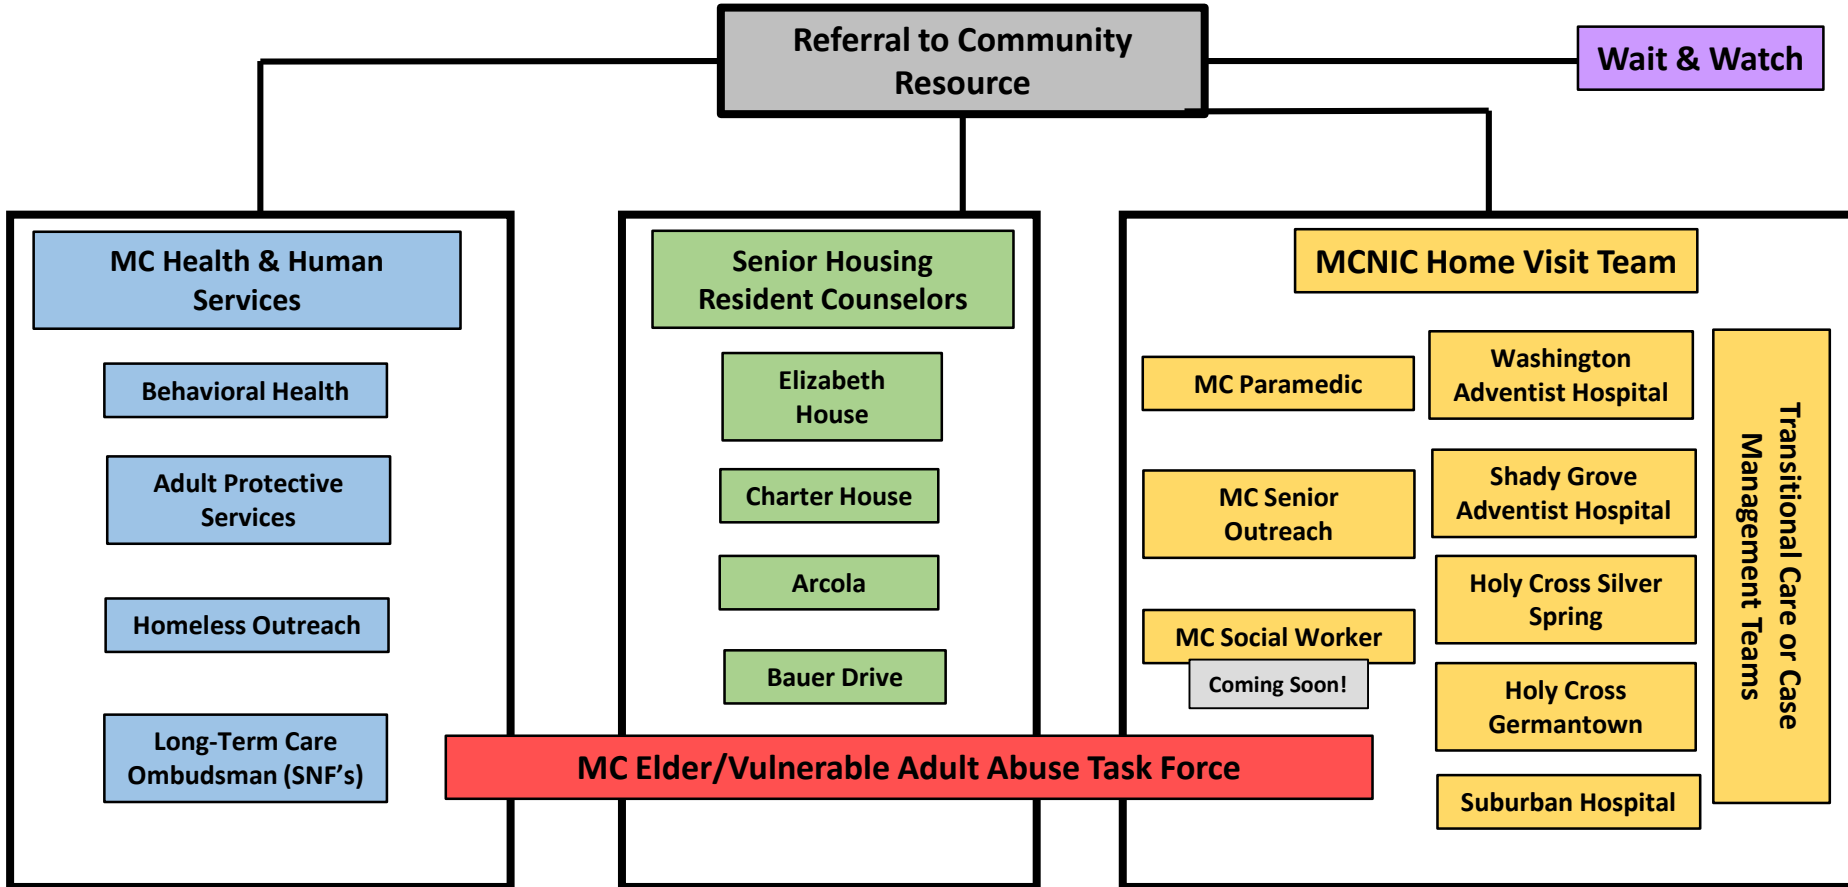 Referral to Community
Resource
Wait & Watch
MC Health & Human
Services
Behavioral Health
Adult Protective
Services
Homeless Outreach
Long-Term Care
Ombudsman (SNF's)
Senior Housing
Resident Counselors
Elizabeth
House
Charter House
Arcola
Bauer Drive
MCNIC Home Visit Team
MC Paramedic
MC Senior
Outreach
MC Social Worker
Coming Soon!
Washington
Adventist Hospital
Shady Grove
Adventist Hospital
Holy Cross Silver
Spring
Holy Cross
Germantown
Suburban Hospital
Transitional Care or Case
Management Teams
MC Elder/Vulnerable Adult Abuse Task Force